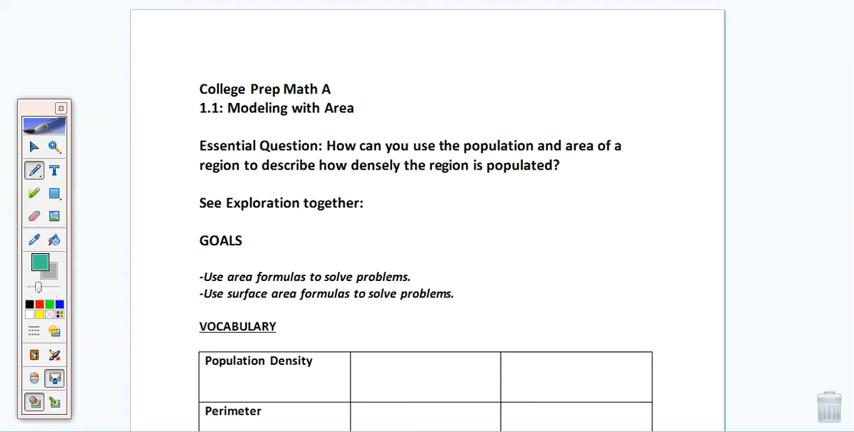 College Prep Math A
1.1: Modeling with Area
Essential Question: How can you use the population and area of a
region to describe how densely the region is populated?
See Exploration together:
GOALS
-Use area formulas to solve problems.
-Use surface area formulas to solve problems.
VOCABULARY
Population Density
Perimeter